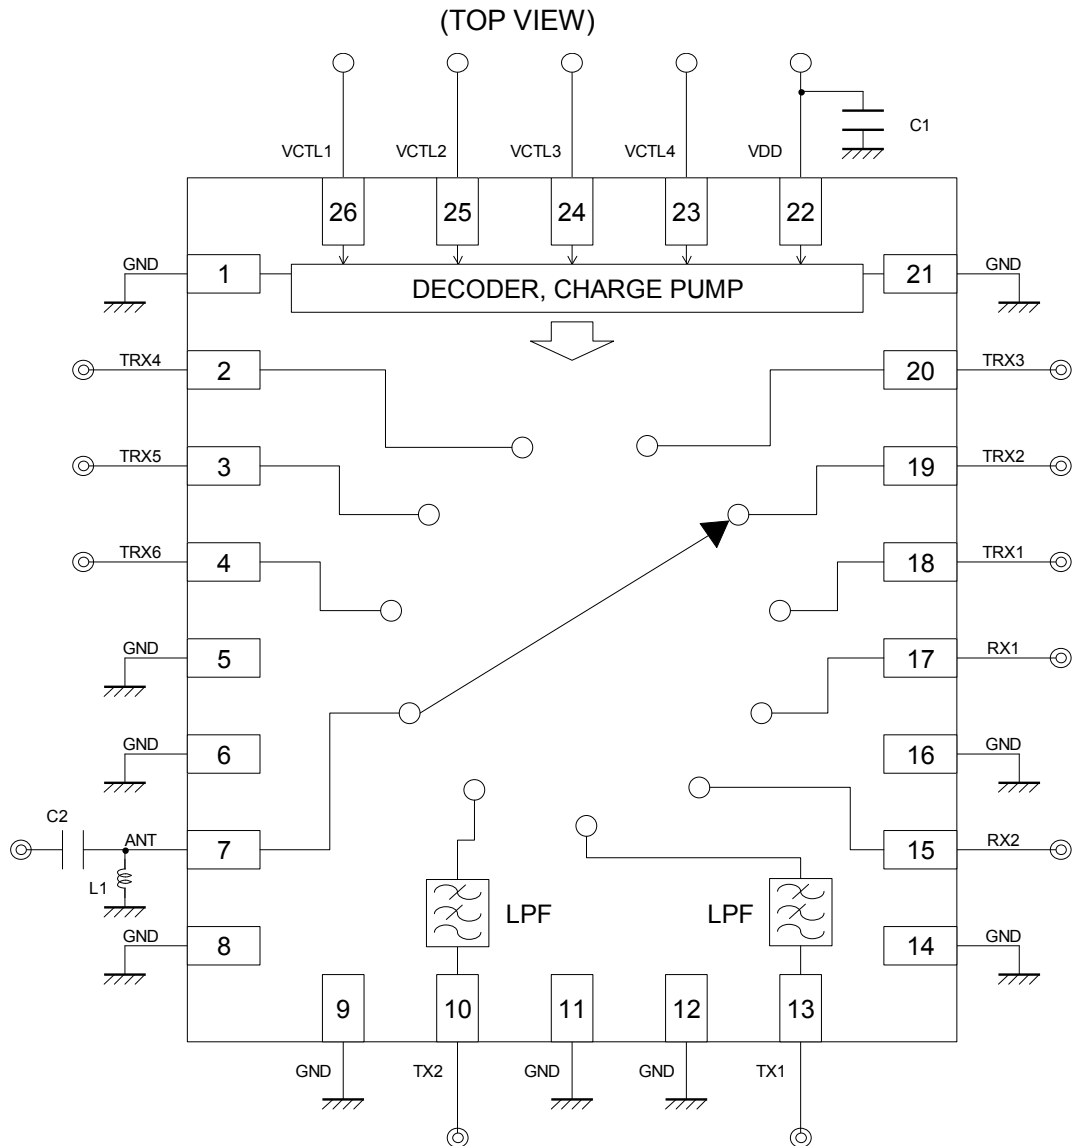 (TOP VIEW)
C1
VCTL1 VCTL2 VCTL3 VCTL4 VDD
26 25 24 23 22
GND 1 21 GND
DECODER, CHARGE PUMP
TRX4 2 20 TRX3
TRX5 3 19 TRX2
TRX6 4 18 TRX1
GND 5 17 RX1
GND 6 16 GND
C2
ANT 7 15 RX2
L1
LPF LPF
GND 8 14 GND
9 10 11 12 13
GND TX2 GND GND TX1